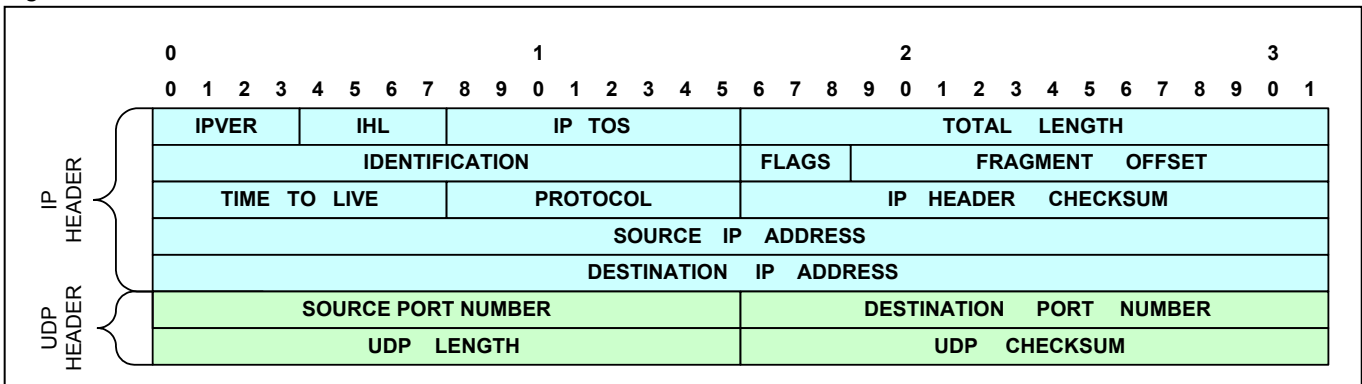 0 1 2 3
0 1 2 3 4 5 6 7 8 9 0 1 2 3 4 5 6 7 8 9 0 1 2 3 4 5 6 7 8 9 0 1
IPVER IHL IP TOS TOTAL LENGTH
IDENTIFICATION FLAGS FRAGMENT OFFSET
TIME TO LIVE PROTOCOL IP HEADER CHECKSUM
SOURCE IP ADDRESS
DESTINATION IP ADDRESS
IP
HEADER
SOURCE PORT NUMBER DESTINATION PORT NUMBER
UDP LENGTH UDP CHECKSUM
UDP
HEADER